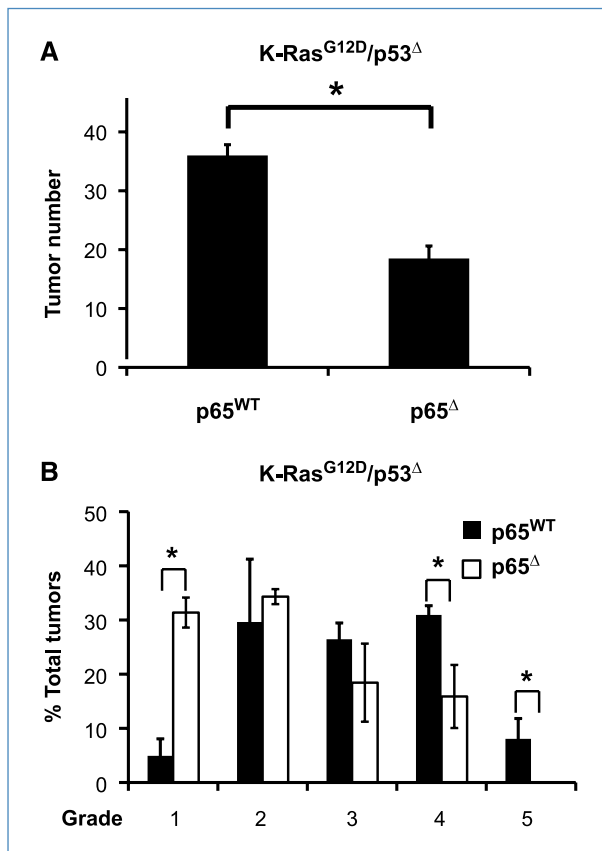 A
K-Ras^G12D/p53^Δ
*
Tumor number
40
30
20
10
0
p65^WT
p65^Δ
B
K-Ras^G12D/p53^Δ
% Total tumors
50
40
30
20
10
0
p65^WT
p65^Δ
*
*
*
Grade 1 2 3 4 5